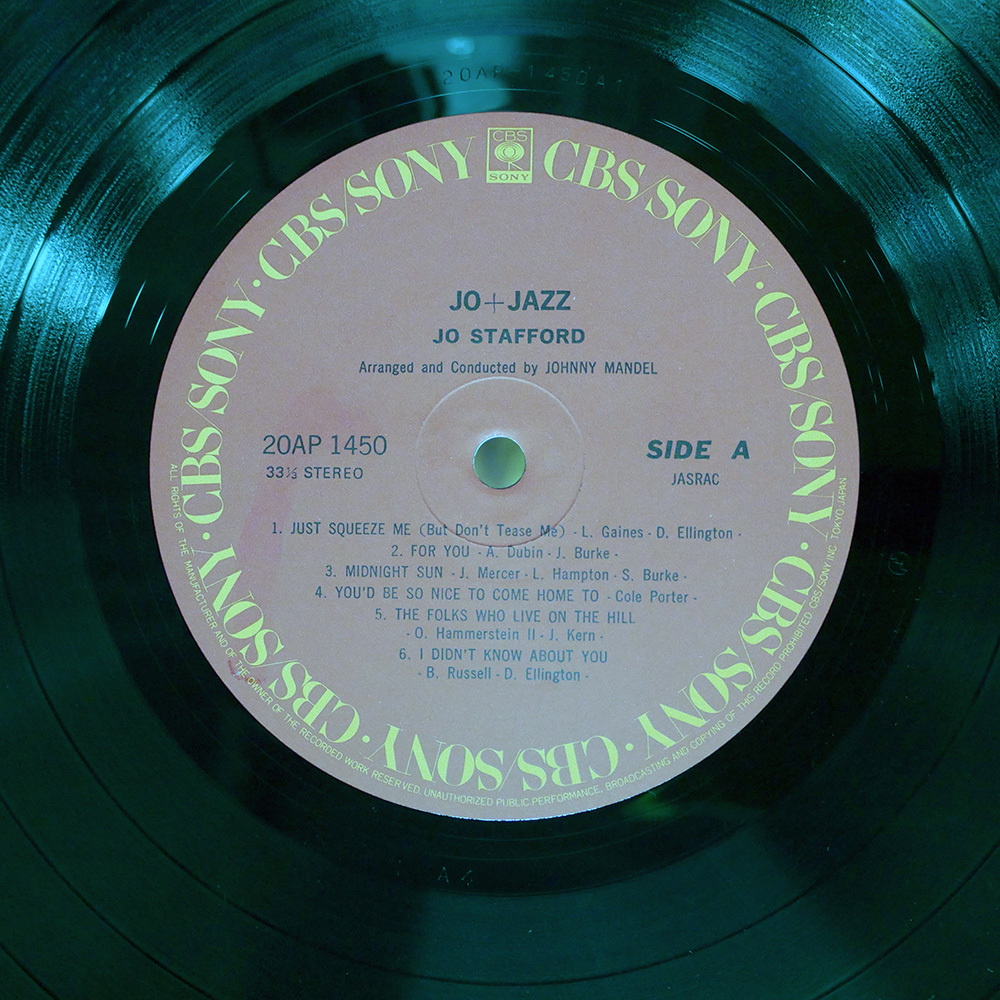 20AP-1450A1
CBS
SONY
CBS/SONY · CBS/SONY · CBS/SONY · CBS/SONY · CBS/SONY · CBS/SONY · CBS/SONY · CBS/SONY
JO+JAZZ
JO STAFFORD
Arranged and Conducted by JOHNNY MANDEL
20AP 1450
SIDE A
33⅓ STEREO
JASRAC
1. JUST SQUEEZE ME (But Don't Tease Me) - L. Gaines - D. Ellington -
2. FOR YOU - A. Dubin - J. Burke -
3. MIDNIGHT SUN - J. Mercer - L. Hampton - S. Burke -
4. YOU'D BE SO NICE TO COME HOME TO - Cole Porter -
5. THE FOLKS WHO LIVE ON THE HILL
- O. Hammerstein II - J. Kern -
6. I DIDN'T KNOW ABOUT YOU
- B. Russell - D. Ellington -
ALL RIGHTS OF THE MANUFACTURER AND OF THE OWNER OF THE RECORDED WORK RESERVED. UNAUTHORIZED PUBLIC PERFORMANCE, BROADCASTING AND COPYING OF THIS RECORD PROHIBITED CBS/SONY INC. TOKYO JAPAN
A4